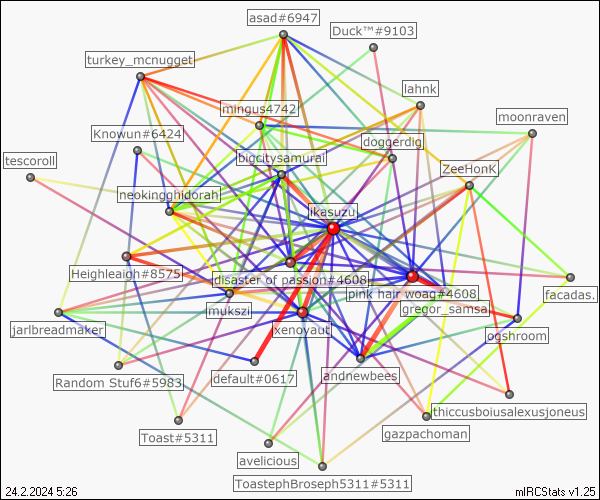 asad#6947
Duck™#9103
turkey_mcnugget
lahnk
mingus4742
moonraven
Knowun#6424
doggerdig
tescoroll
bigcitysamurai
ZeeHonK
neokingghidorah
ikasuzu
Heighleaigh#8575
disaster of passion#4608
pink hair woag#4608
facadas.
mukszi
gregor_samsa
jarlbreadmaker
xenoyaut
ogshroom
Random Stuf6#5983
default#0617
andnewbees
thiccusboiusalexusjoneus
Toast#5311
gazpachoman
avelicious
ToastephBroseph5311#5311
24.2.2024 5:26
mIRCStats v1.25